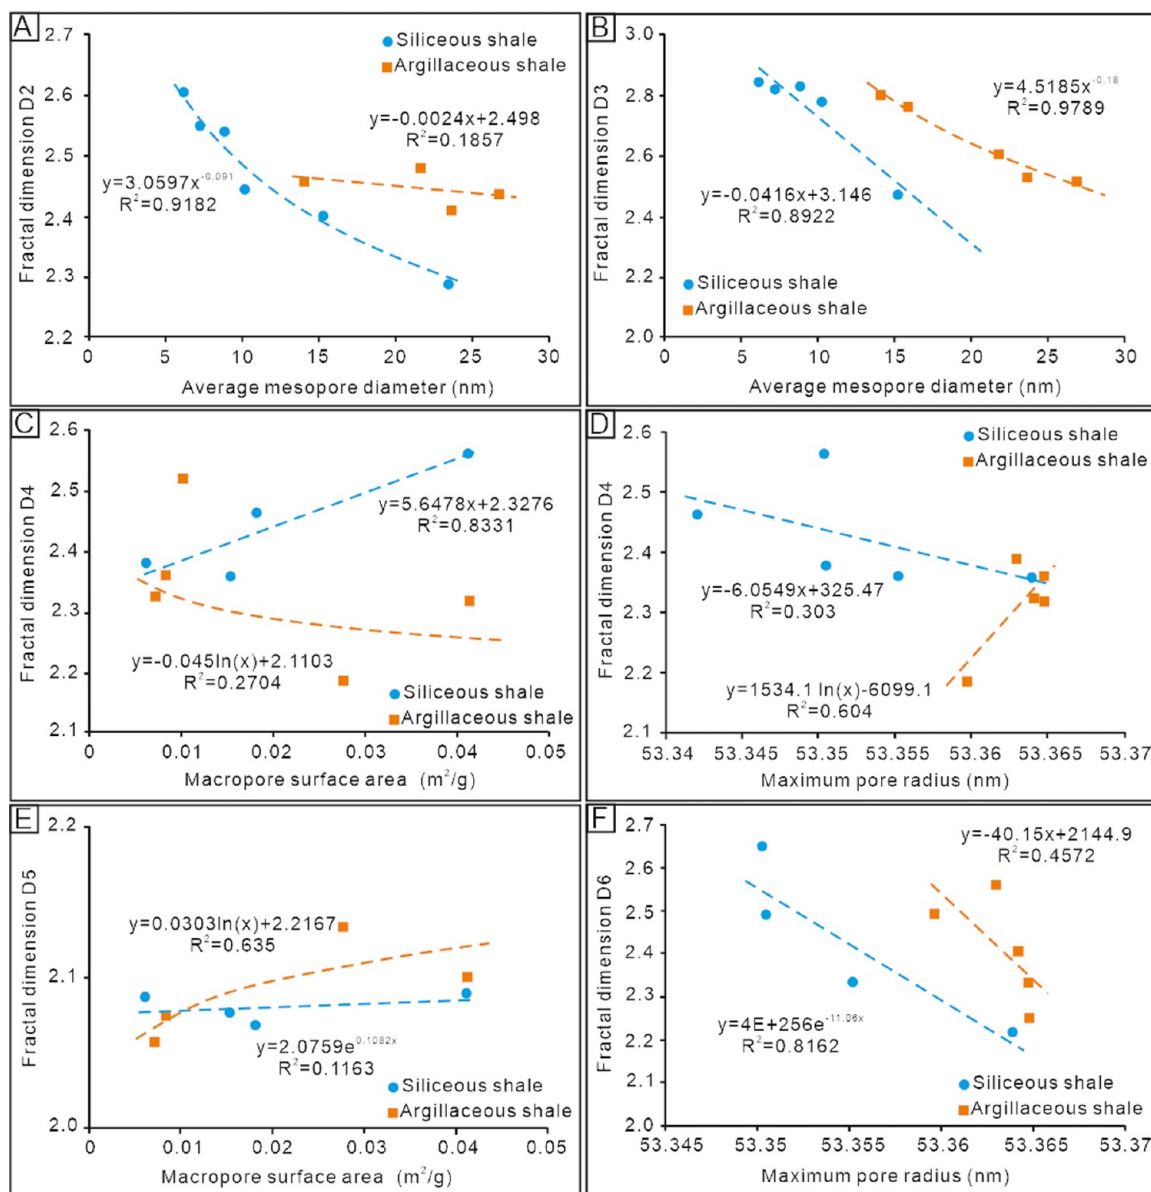 A
Fractal dimension D2
2.7
2.6
2.5
2.4
2.3
2.2
Siliceous shale
Argillaceous shale
y=-0.0024x+2.498
R²=0.1857
y=3.0597x^-0.091
R²=0.9182
0 5 10 15 20 25 30
Average mesopore diameter (nm)
B
Fractal dimension D3
3.0
2.8
2.6
2.4
2.2
2.0
y=4.5185x^-0.18
R²=0.9789
y=-0.0416x+3.146
R²=0.8922
Siliceous shale
Argillaceous shale
0 5 10 15 20 25 30
Average mesopore diameter (nm)
C
Fractal dimension D4
2.6
2.5
2.4
2.3
2.2
2.1
y=5.6478x+2.3276
R²=0.8331
y=-0.045ln(x)+2.1103
R²=0.2704
Siliceous shale
Argillaceous shale
0 0.01 0.02 0.03 0.04 0.05
Macropore surface area (m²/g)
D
Fractal dimension D4
2.6
2.5
2.4
2.3
2.2
2.1
Siliceous shale
Argillaceous shale
y=-6.0549x+325.47
R²=0.303
y=1534.1 ln(x)-6099.1
R²=0.604
53.34 53.345 53.35 53.355 53.36 53.365 53.37
Maximum pore radius (nm)
E
Fractal dimension D5
2.2
2.1
2.0
y=0.0303ln(x)+2.2167
R²=0.635
y=2.0759e^0.1082x
R²=0.1163
Siliceous shale
Argillaceous shale
0 0.01 0.02 0.03 0.04 0.05
Macropore surface area (m²/g)
F
Fractal dimension D6
2.7
2.6
2.5
2.4
2.3
2.2
2.1
2.0
y=-40.15x+2144.9
R²=0.4572
y=4E+256e^-11.06x
R²=0.8162
Siliceous shale
Argillaceous shale
53.345 53.35 53.355 53.36 53.365 53.37
Maximum pore radius (nm)